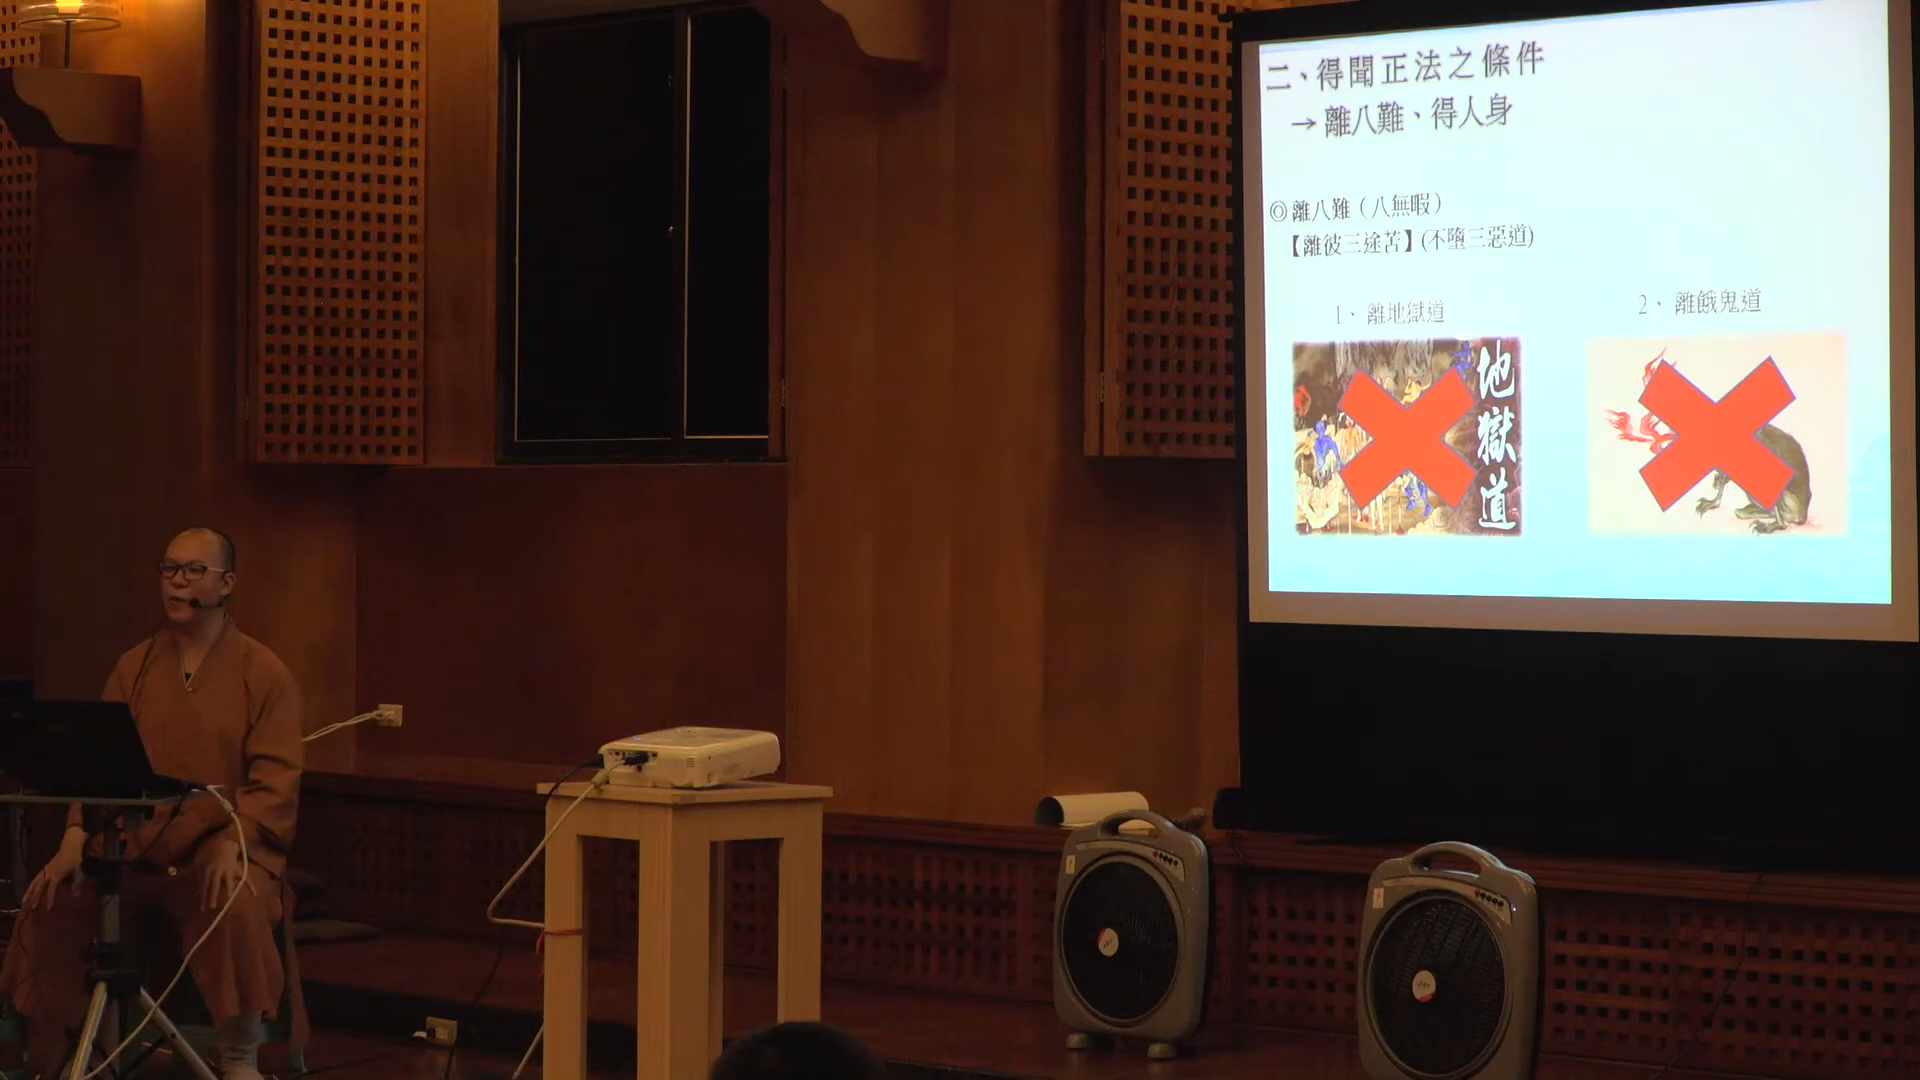 二、得聞正法之條件
→離八難、得人身
◎離八難（八無暇）
【離彼三途苦】(不墮三惡道)
1、 離地獄道
2、 離餓鬼道
地獄道